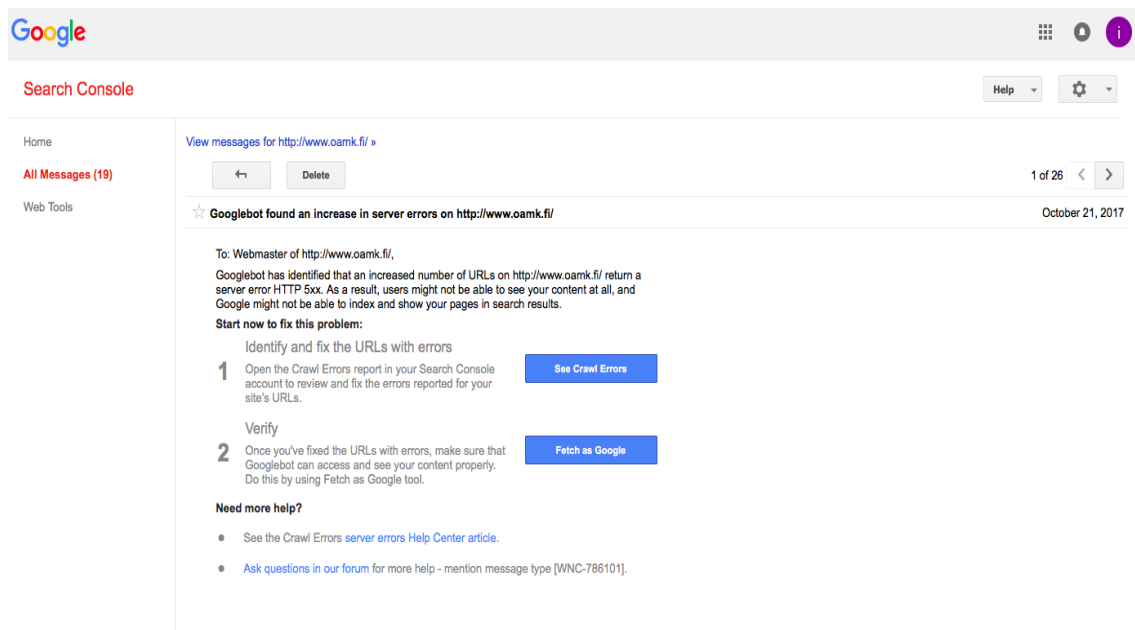 Google
i
Search Console
Help
Home
All Messages (19)
Web Tools
View messages for http://www.oamk.fi/ »
Delete
1 of 26
Googlebot found an increase in server errors on http://www.oamk.fi/
October 21, 2017
To: Webmaster of http://www.oamk.fi/,
Googlebot has identified that an increased number of URLs on http://www.oamk.fi/ return a
server error HTTP 5xx. As a result, users might not be able to see your content at all, and
Google might not be able to index and show your pages in search results.
Start now to fix this problem:
1
Identify and fix the URLs with errors
Open the Crawl Errors report in your Search Console
account to review and fix the errors reported for your
site's URLs.
See Crawl Errors
2
Verify
Once you've fixed the URLs with errors, make sure that
Googlebot can access and see your content properly.
Do this by using Fetch as Google tool.
Fetch as Google
Need more help?
See the Crawl Errors server errors Help Center article.
Ask questions in our forum for more help - mention message type [WNC-786101].